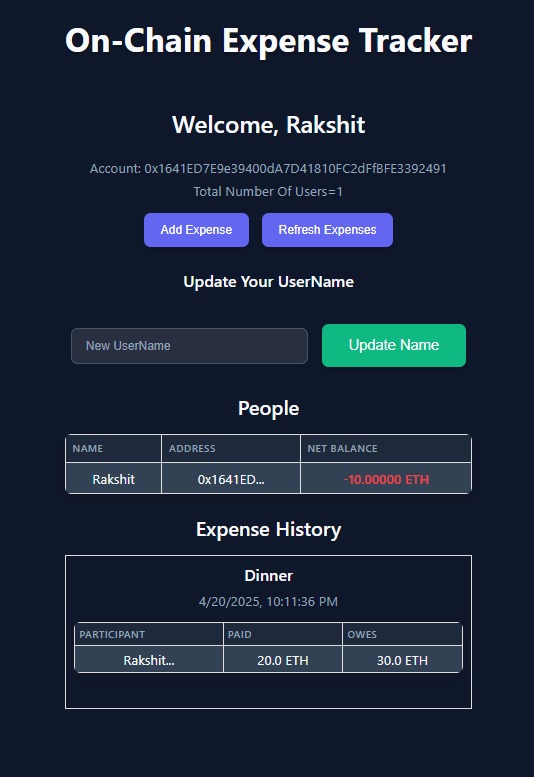 On-Chain Expense Tracker
Welcome, Rakshit
Account: 0x1641ED7E9e39400dA7D41810FC2dFfBFE3392491
Total Number Of Users=1
Add Expense Refresh Expenses
Update Your UserName
New UserName Update Name
People
NAME ADDRESS NET BALANCE
Rakshit 0x1641ED... -10.00000 ETH
Expense History
Dinner
4/20/2025, 10:11:36 PM
PARTICIPANT PAID OWES
Rakshit... 20.0 ETH 30.0 ETH